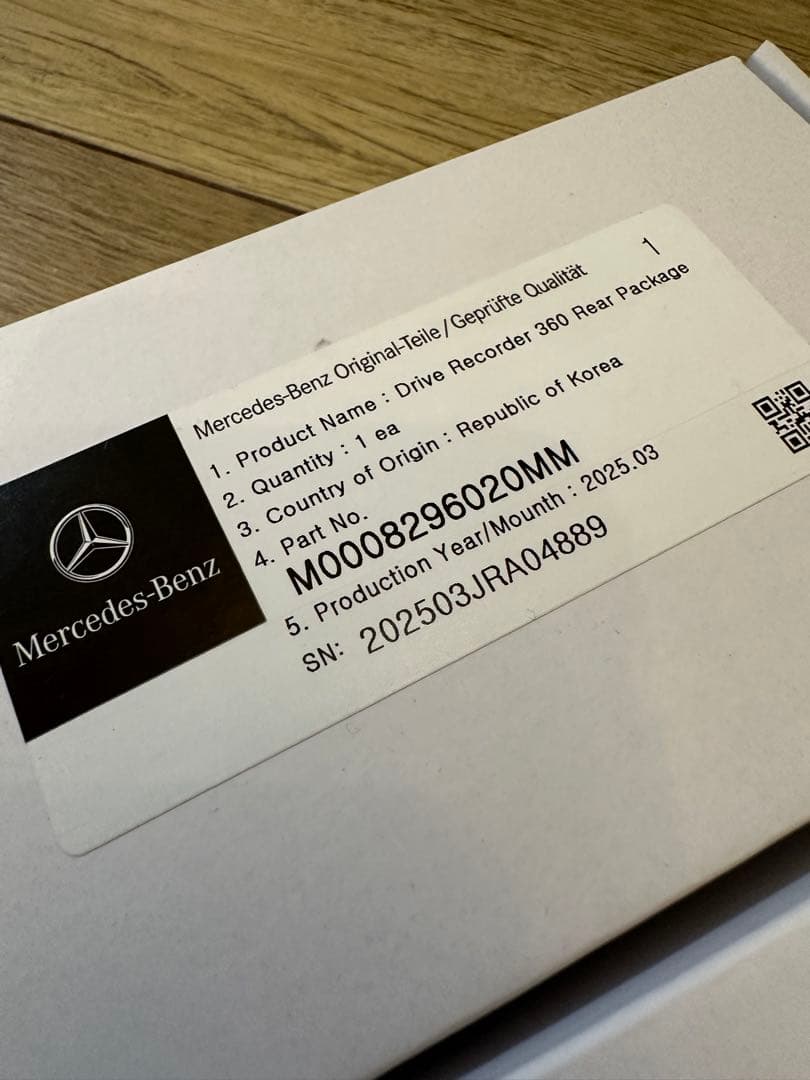 Mercedes-Benz
Mercedes-Benz Original-Teile/Geprüfte Qualität
1
1. Product Name : Drive Recorder 360 Rear Package
2. Quantity : 1 ea
3. Country of Origin : Republic of Korea
4. Part No.
M0008296020MM
5. Production Year/Mounth : 2025.03
SN: 202503JRA04889